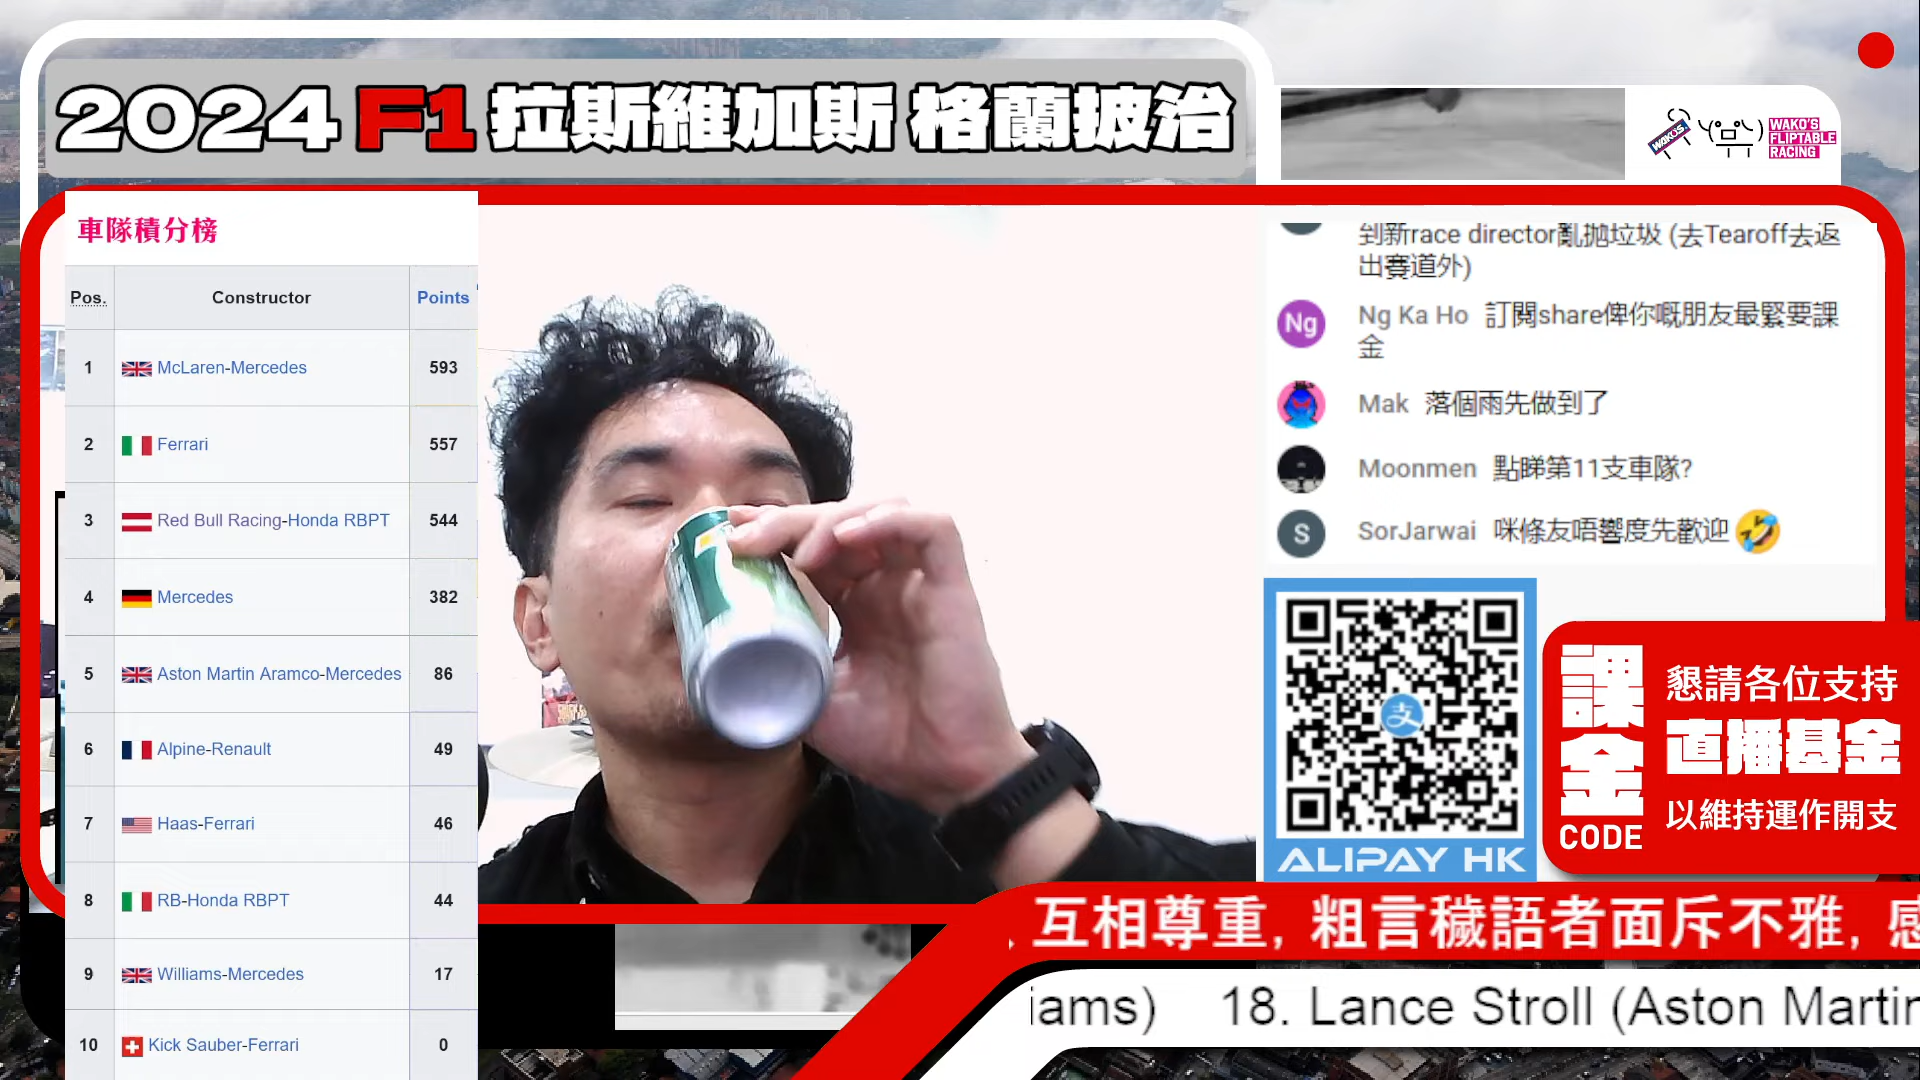 2024 F1 拉斯維加斯 格蘭披治
WAKO'S
WAKO'S
FLIPTABLE
RACING
車隊積分榜
Pos. Constructor Points
1 McLaren-Mercedes 593
2 Ferrari 557
3 Red Bull Racing-Honda RBPT 544
4 Mercedes 382
5 Aston Martin Aramco-Mercedes 86
6 Alpine-Renault 49
7 Haas-Ferrari 46
8 RB-Honda RBPT 44
9 Williams-Mercedes 17
10 Kick Sauber-Ferrari 0
到新race director亂拋垃圾 (去Tearoff去返
出賽道外)
Ng Ng Ka Ho 訂閱share俾你嘅朋友最緊要課
金
Mak 落個雨先做到了
Moonmen 點睇第11支車隊?
S SorJarwai 咪條友唔響度先歡迎 🤣
支
ALIPAY HK
課金
CODE
懇請各位支持
直播基金
以維持運作開支
互相尊重, 粗言穢語者面斥不雅, 感
iams) 18. Lance Stroll (Aston Martin